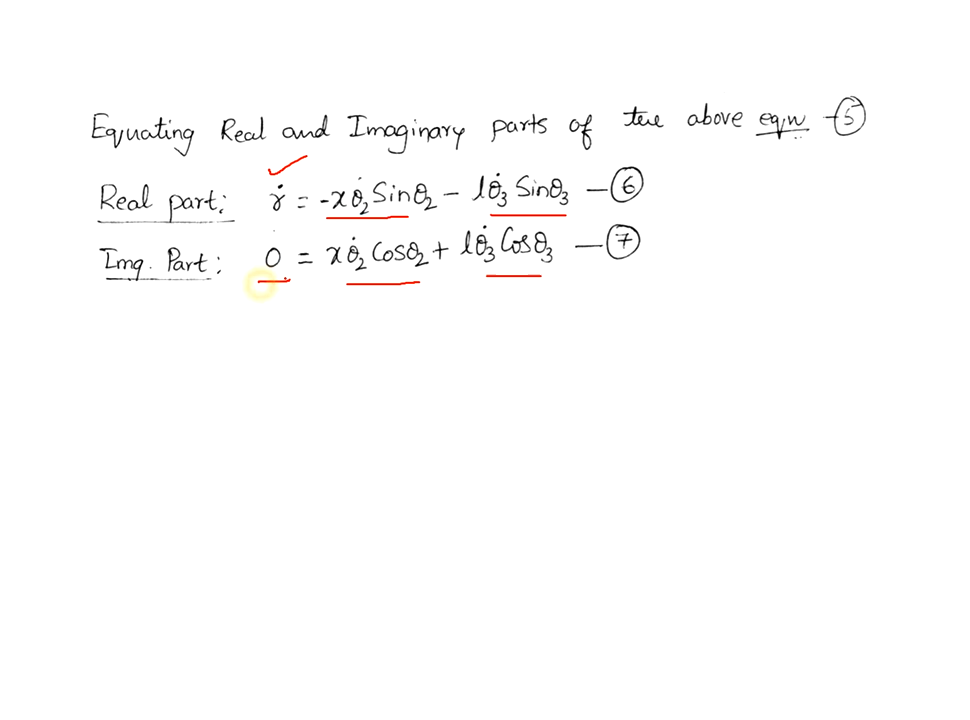 Equating Real and Imaginary parts of the above eqn -⑤
Real part: ṙ = -xθ̇₂ Sinθ₂ - lθ̇₃ Sinθ₃ - ⑥
Img. Part: 0 = xθ̇₂ Cosθ₂ + lθ̇₃ Cosθ₃ - ⑦